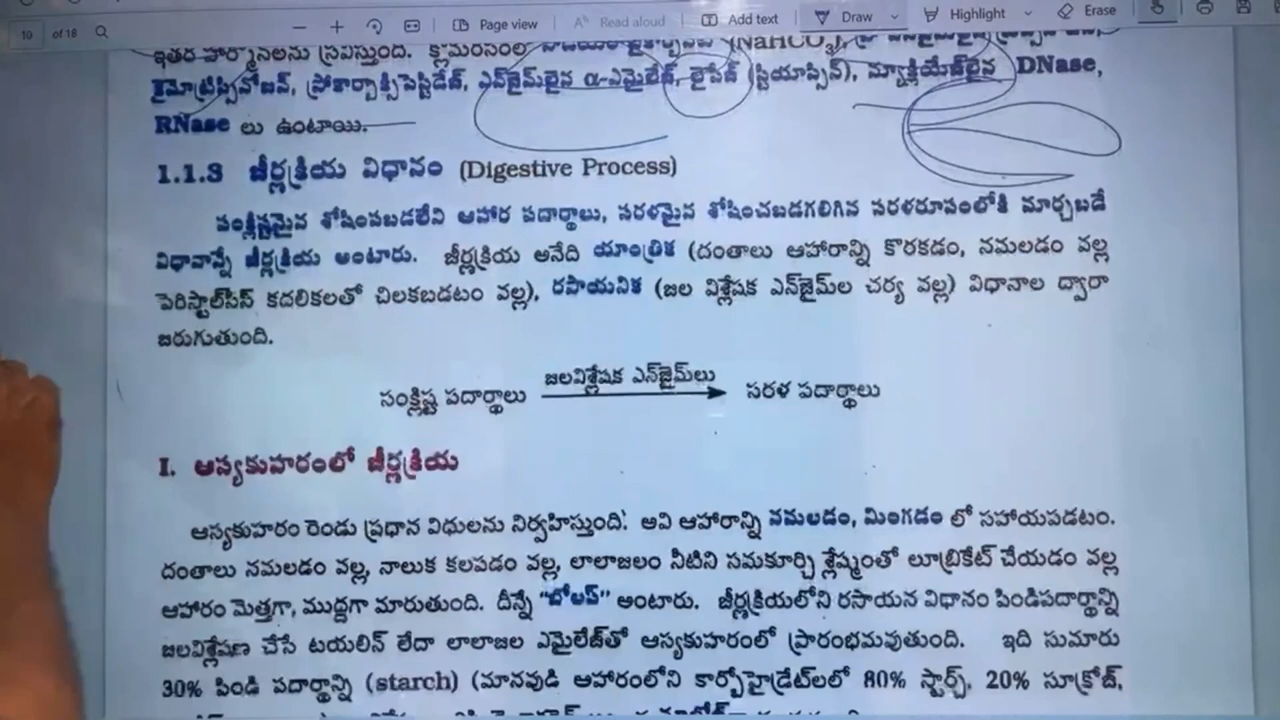 10 of 18 Page view Read aloud Add text Draw Highlight Erase
ఇతర హార్మోనలను స్రవిస్తుంది. క్లోమరసంలో (NaHCO3),
కైమోట్రిప్సినోజన్, ప్రోకార్బాక్సిపెప్టిడేజ్, ఎన్‌జైమ్‌లైన α-ఎమైలేజ్, లైపేజ్ (స్టియాప్సిన్), న్యూక్లియేజ్‌లైన DNase,
RNase లు ఉంటాయి.
1.1.3 జీర్ణక్రియ విధానం (Digestive Process)
సంక్లిష్టమైన శోషింపబడలేని ఆహార పదార్థాలు, సరళమైన శోషించబడగలిగిన సరళరూపంలోకి మార్చబడే
విధానాన్నే జీర్ణక్రియ అంటారు. జీర్ణక్రియ అనేది యాంత్రిక (దంతాలు ఆహారాన్ని కొరకడం, నమలడం వల్ల
పెరిస్టాల్‌సిస్ కదలికలతో చిలకబడటం వల్ల), రసాయనిక (జల విశ్లేషక ఎన్‌జైమ్‌ల చర్య వల్ల) విధానాల ద్వారా
జరుగుతుంది.
సంక్లిష్ట పదార్థాలు జలవిశ్లేషక ఎన్‌జైమ్‌లు సరళ పదార్థాలు
I. ఆస్యకుహరంలో జీర్ణక్రియ
ఆస్యకుహరం రెండు ప్రధాన విధులను నిర్వహిస్తుంది. అవి ఆహారాన్ని నమలడం, మింగడం లో సహాయపడటం.
దంతాలు నమలడం వల్ల, నాలుక కలపడం వల్ల, లాలాజలం నీటిని సమకూర్చి శ్లేష్మంతో లూబ్రికేట్ చేయడం వల్ల
ఆహారం మెత్తగా, ముద్దగా మారుతుంది. దీన్నే "బోలస్" అంటారు. జీర్ణక్రియలోని రసాయన విధానం పిండిపదార్థాన్ని
జలవిశ్లేషణ చేసే టయలిన్ లేదా లాలాజల ఎమైలేజ్‌తో ఆస్యకుహరంలో ప్రారంభమవుతుంది. ఇది సుమారు
30% పిండి పదార్థాన్ని (starch) (మానవుడి ఆహారంలోని కార్బోహైడ్రేట్‌లలో 80% స్టార్చ్, 20% సూక్రోజ్,